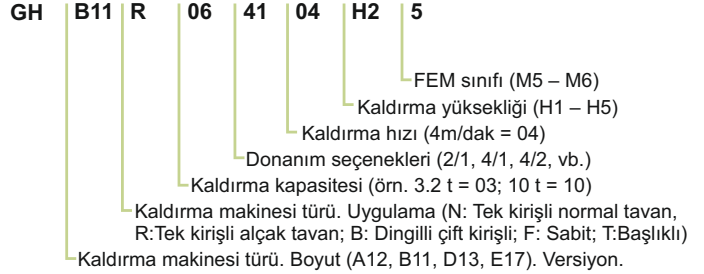 GH B11 R 06 41 04 H2 5
FEM sınıfı (M5 – M6)
Kaldırma yüksekliği (H1 – H5)
Kaldırma hızı (4m/dak = 04)
Donanım seçenekleri (2/1, 4/1, 4/2, vb.)
Kaldırma kapasitesi (örn. 3.2 t = 03; 10 t = 10)
Kaldırma makinesi türü. Uygulama (N: Tek kirişli normal tavan,
R:Tek kirişli alçak tavan; B: Dingilli çift kirişli; F: Sabit; T:Başlıklı)
Kaldırma makinesi türü. Boyut (A12, B11, D13, E17). Versiyon.